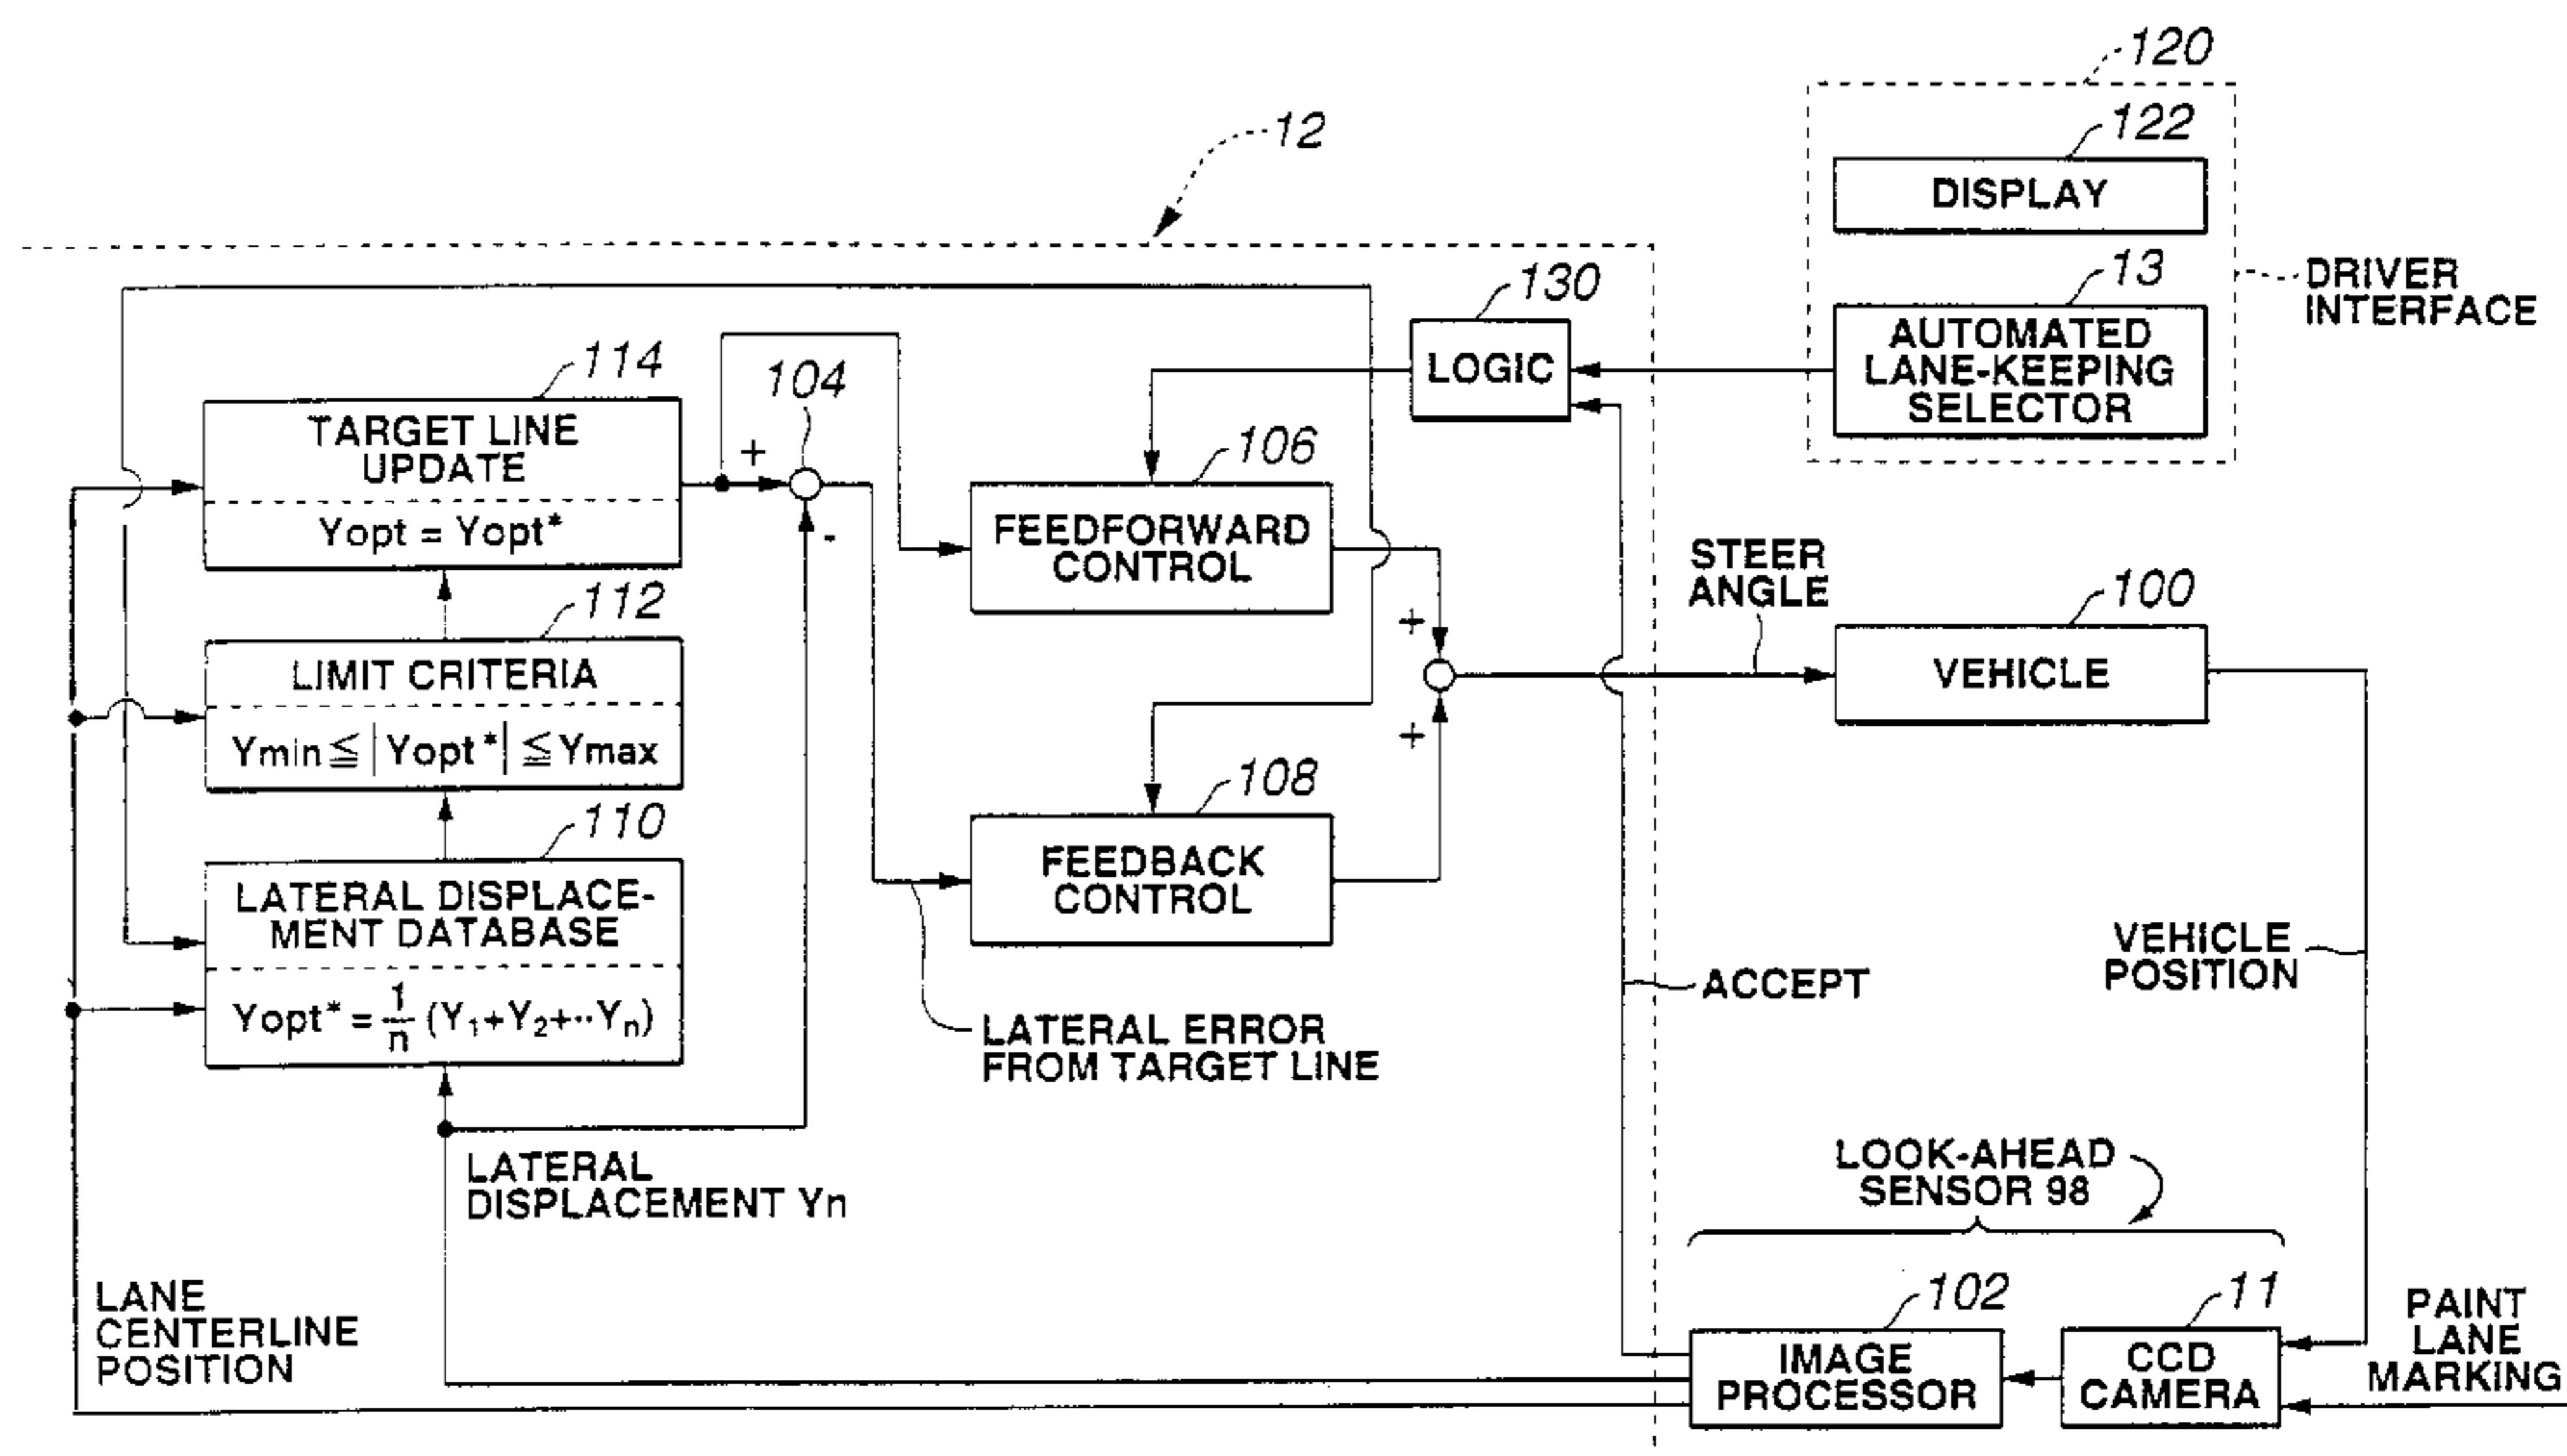 120
122
DISPLAY
12
13
AUTOMATED
LANE-KEEPING
SELECTOR
DRIVER
INTERFACE
130
LOGIC
114
TARGET LINE
UPDATE
Yopt = Yopt*
104
+
-
106
FEEDFORWARD
CONTROL
112
LIMIT CRITERIA
Ymin ≦ |Yopt*| ≦ Ymax
+
+
STEER
ANGLE
100
VEHICLE
108
FEEDBACK
CONTROL
110
LATERAL DISPLACE-
MENT DATABASE
Yopt* = 1/n (Y₁+Y₂+··Yₙ)
LATERAL ERROR
FROM TARGET LINE
ACCEPT
VEHICLE
POSITION
LATERAL
DISPLACEMENT Yn
LOOK-AHEAD
SENSOR 98
LANE
CENTERLINE
POSITION
102
IMAGE
PROCESSOR
11
CCD
CAMERA
PAINT
LANE
MARKING